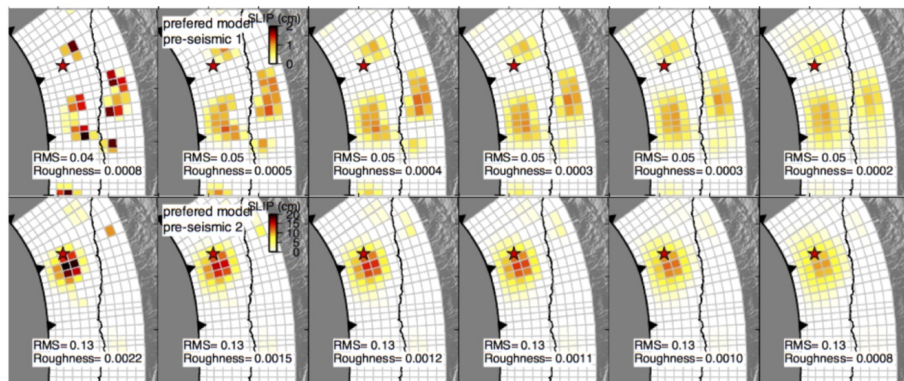 prefered model
pre-seismic 1
SLIP (cm)
2
0
RMS= 0.04
Roughness= 0.0008
RMS= 0.05
Roughness= 0.0005
RMS= 0.05
Roughness= 0.0004
RMS= 0.05
Roughness= 0.0003
RMS= 0.05
Roughness= 0.0003
RMS= 0.05
Roughness= 0.0002
prefered model
pre-seismic 2
SLIP (cm)
20
15
10
5
0
RMS= 0.13
Roughness= 0.0022
RMS= 0.13
Roughness= 0.0015
RMS= 0.13
Roughness= 0.0012
RMS= 0.13
Roughness= 0.0011
RMS= 0.13
Roughness= 0.0010
RMS= 0.13
Roughness= 0.0008